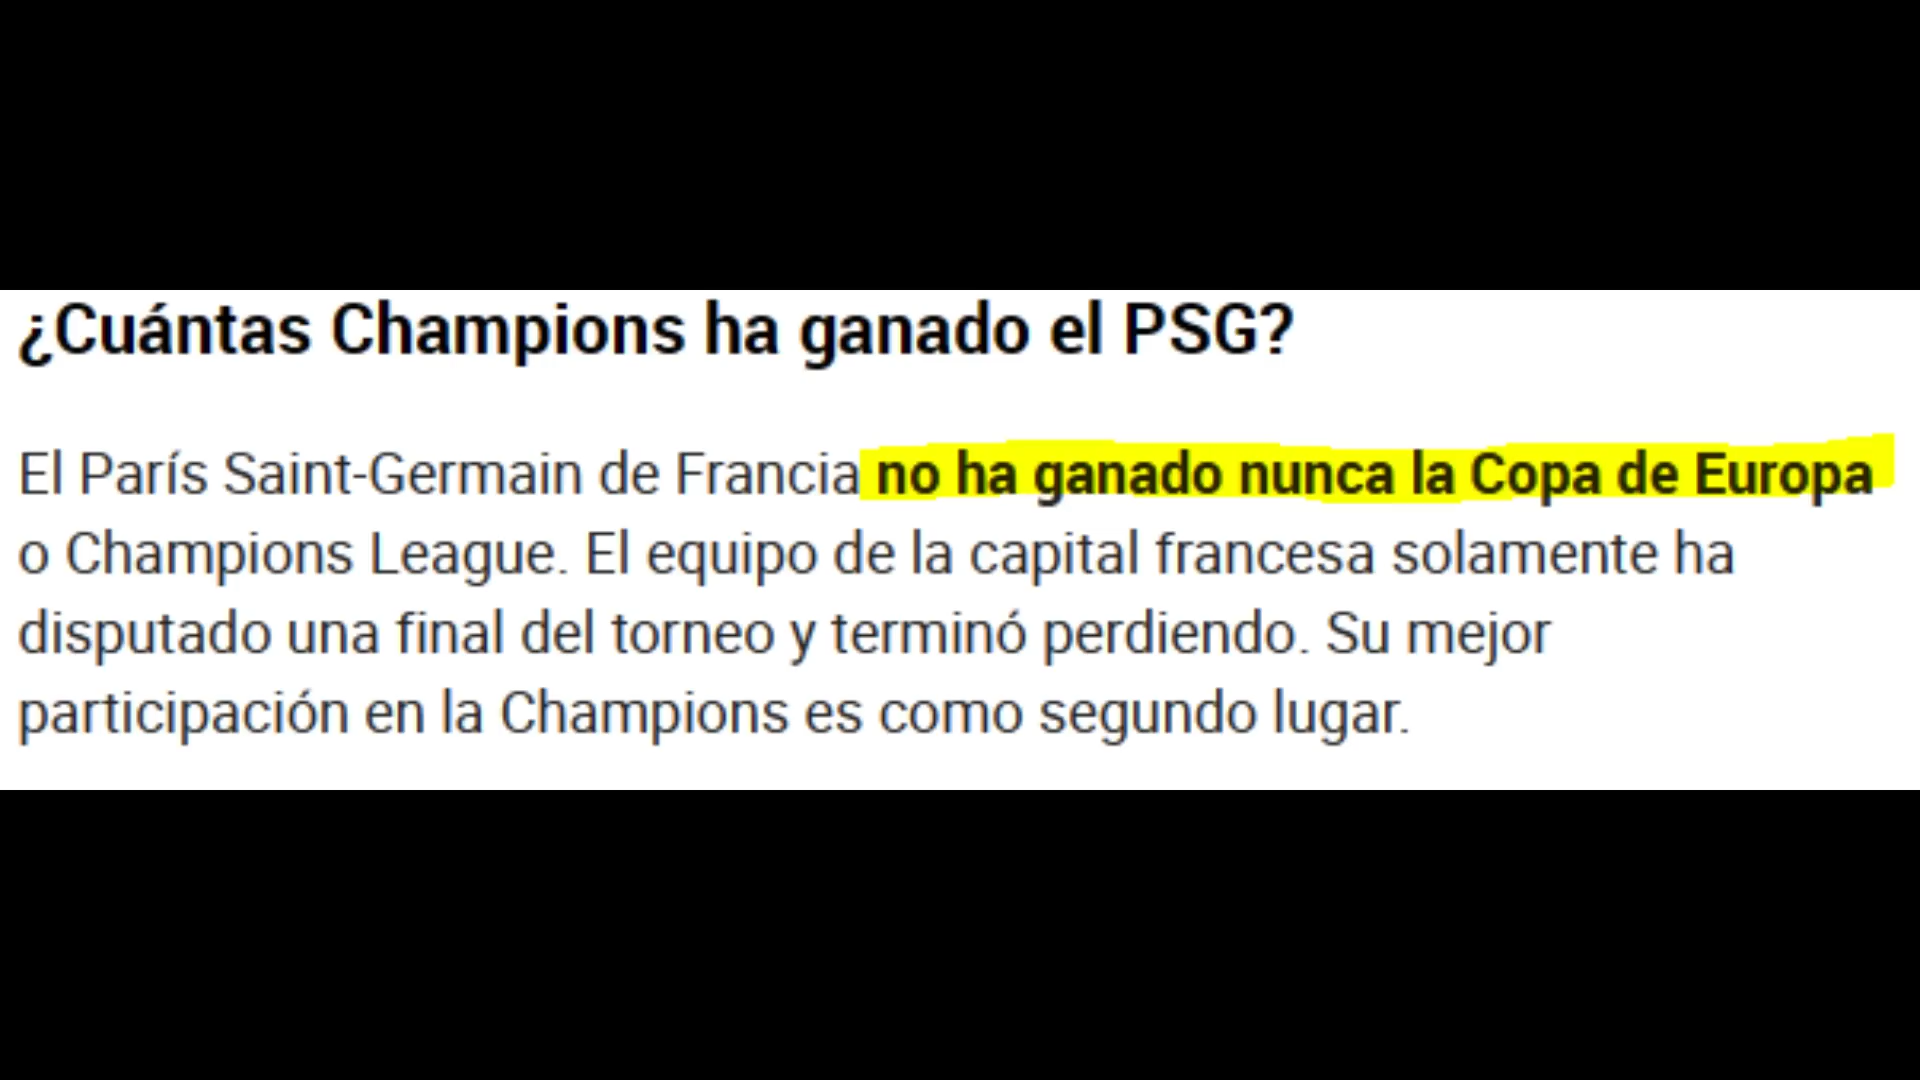 ¿Cuántas Champions ha ganado el PSG?
El París Saint-Germain de Francia no ha ganado nunca la Copa de Europa
o Champions League. El equipo de la capital francesa solamente ha
disputado una final del torneo y terminó perdiendo. Su mejor
participación en la Champions es como segundo lugar.